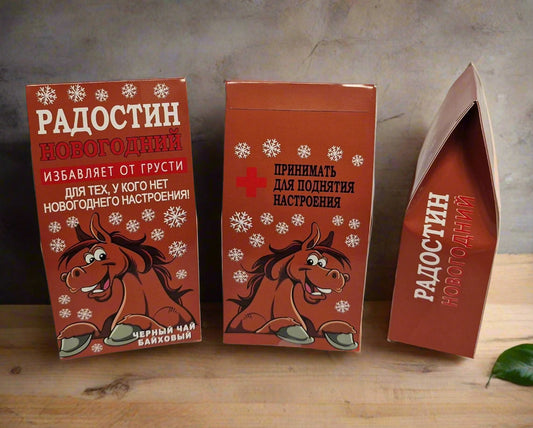 РАДОСТИН
НОВОГОДНИЙ
ИЗБАВЛЯЕТ ОТ ГРУСТИ
ДЛЯ ТЕХ, У КОГО НЕТ
НОВОГОДНЕГО НАСТРОЕНИЯ!
ЧЕРНЫЙ ЧАЙ
БАЙХОВЫЙ
ПРИНИМАТЬ
ДЛЯ ПОДНЯТИЯ
НАСТРОЕНИЯ
РАДОСТИН
НОВОГОДНИЙ